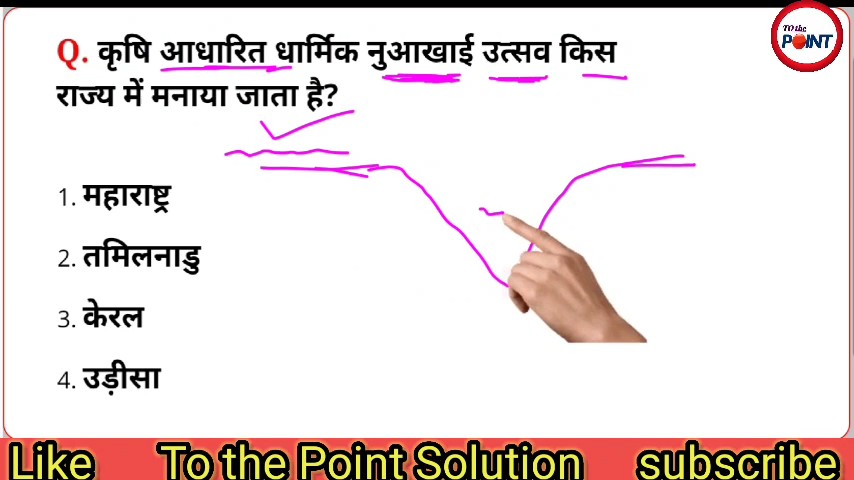 To the
POINT
Q. कृषि आधारित धार्मिक नुआखाई उत्सव किस
राज्य में मनाया जाता है?
1. महाराष्ट्र
2. तमिलनाडु
3. केरल
4. उड़ीसा
Like To the Point Solution subscribe